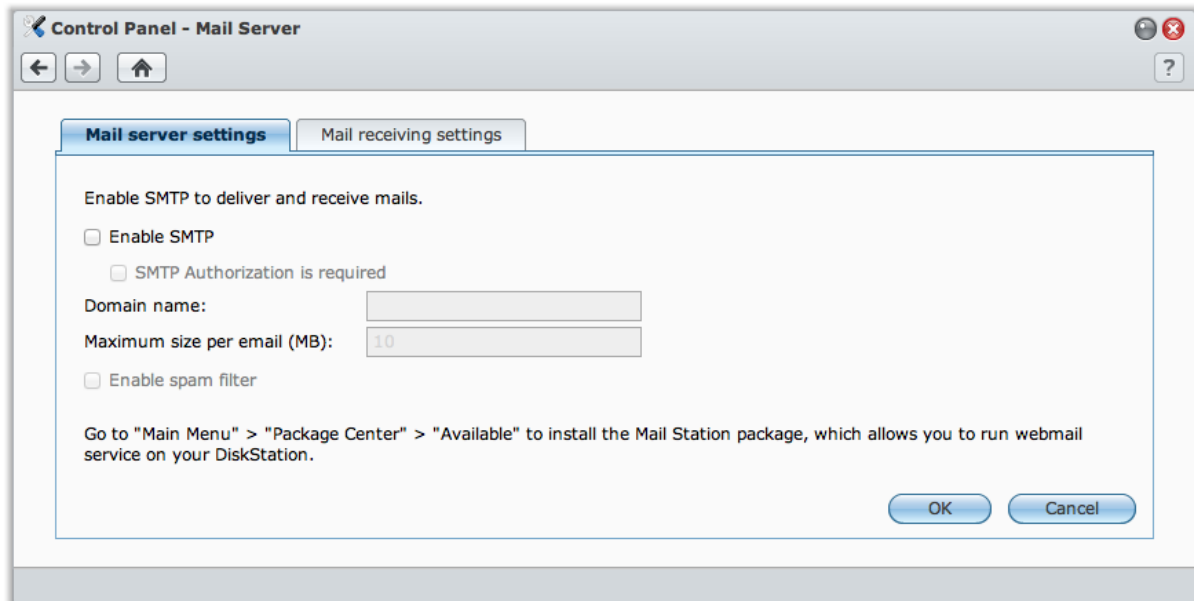 Control Panel - Mail Server
?
Mail server settings
Mail receiving settings
Enable SMTP to deliver and receive mails.
Enable SMTP
SMTP Authorization is required
Domain name:
Maximum size per email (MB):
10
Enable spam filter
Go to "Main Menu" > "Package Center" > "Available" to install the Mail Station package, which allows you to run webmail
service on your DiskStation.
OK
Cancel